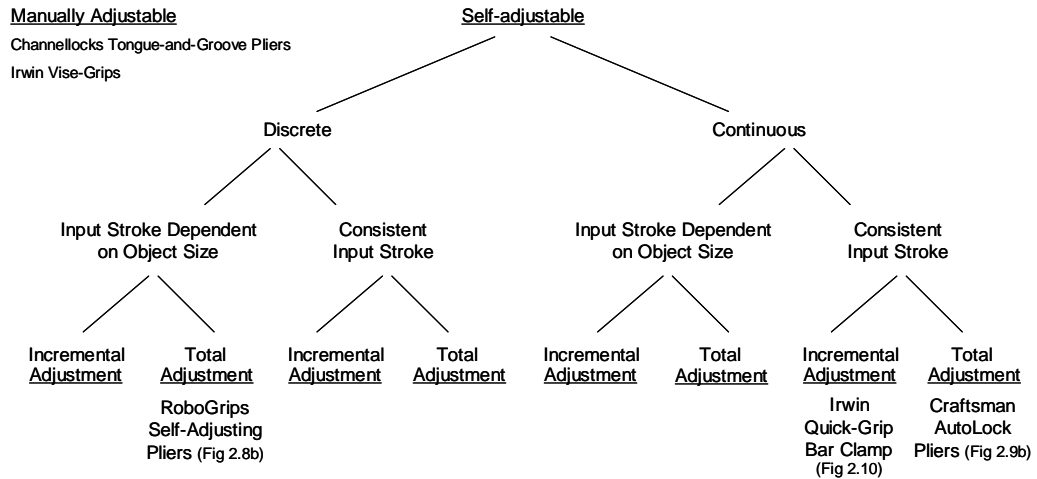 Manually Adjustable
Self-adjustable
Channellocks Tongue-and-Groove Pliers
Irwin Vise-Grips
Discrete
Continuous
Input Stroke Dependent
on Object Size
Consistent
Input Stroke
Input Stroke Dependent
on Object Size
Consistent
Input Stroke
Incremental
Adjustment
Total
Adjustment
Incremental
Adjustment
Total
Adjustment
Incremental
Adjustment
Total
Adjustment
Incremental
Adjustment
Total
Adjustment
RoboGrips
Self-Adjusting
Pliers (Fig 2.8b)
Irwin
Quick-Grip
Bar Clamp
(Fig 2.10)
Craftsman
AutoLock
Pliers (Fig 2.9b)